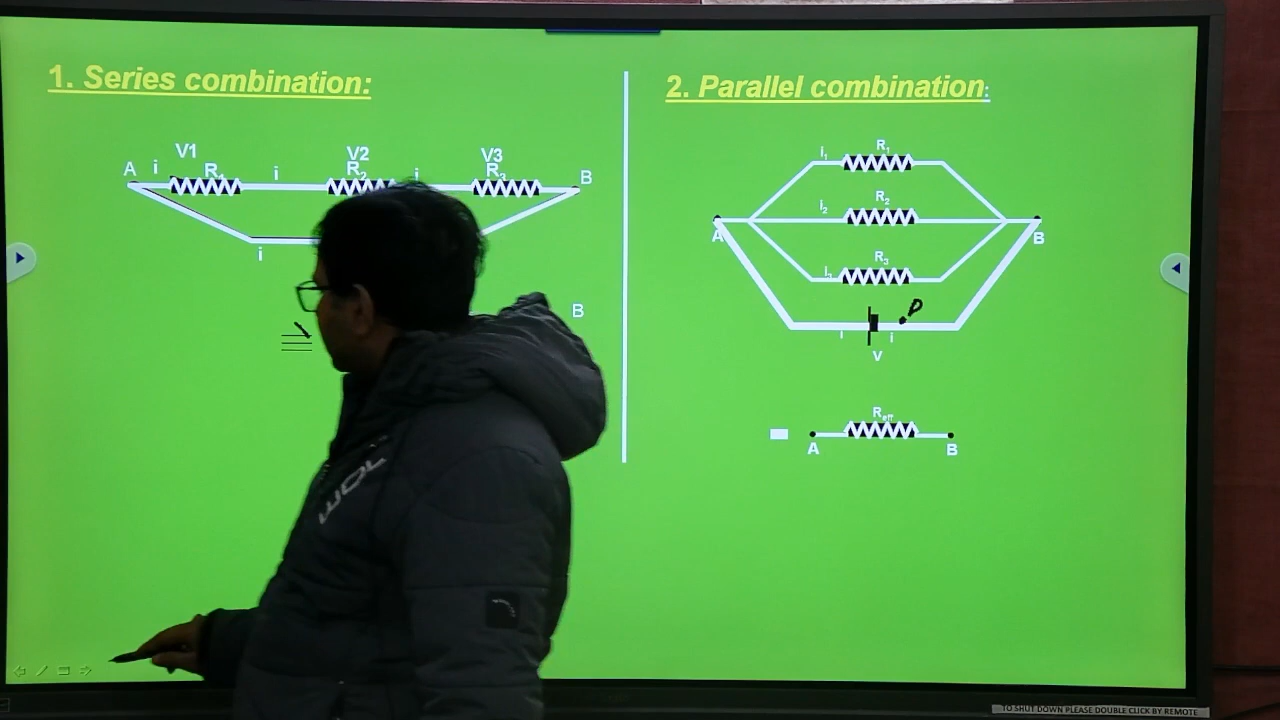 1. Series combination:
V1 V2 V3
A i R₁ i R₂ i R₃ B
i
B
2. Parallel combination:
i₁ R₁
i₂ R₂
A B
i₃ R₃
P
i i
V
Reff
A B
TO SHUT DOWN PLEASE DOUBLE CLICK BY REMOTE